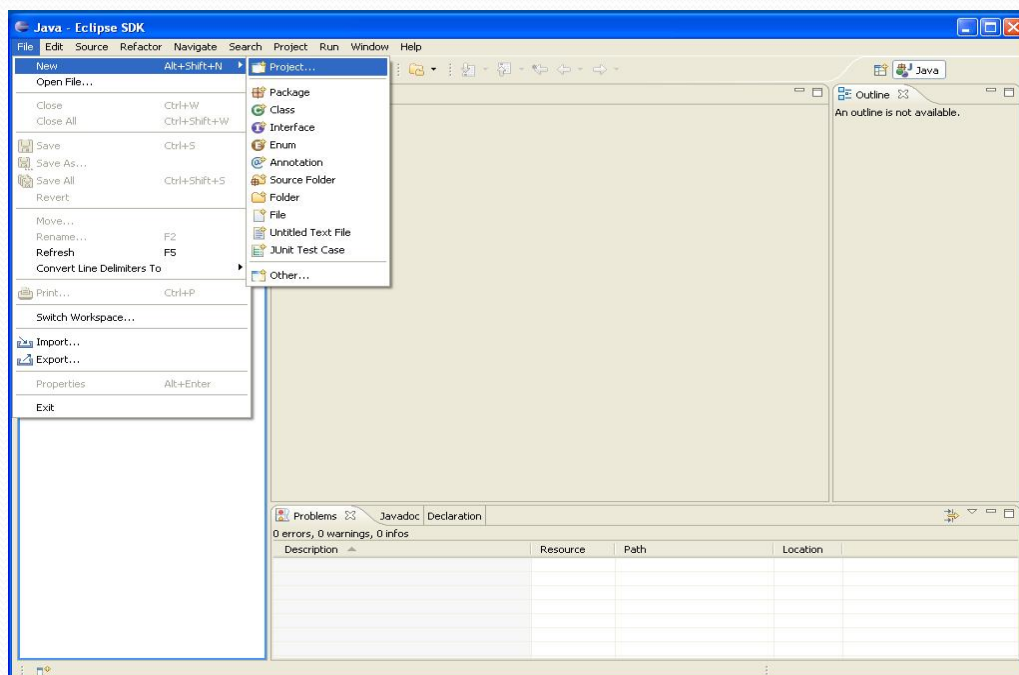 Java - Eclipse SDK
File Edit Source Refactor Navigate Search Project Run Window Help
New Alt+Shift+N
Open File...
Close Ctrl+W
Close All Ctrl+Shift+W
Save Ctrl+S
Save As...
Save All Ctrl+Shift+S
Revert
Move...
Rename... F2
Refresh F5
Convert Line Delimiters To
Print... Ctrl+P
Switch Workspace...
Import...
Export...
Properties Alt+Enter
Exit
Project...
Package
Class
Interface
Enum
Annotation
Source Folder
Folder
File
Untitled Text File
JUnit Test Case
Other...
Java
Outline
An outline is not available.
Problems Javadoc Declaration
0 errors, 0 warnings, 0 infos
Description Resource Path Location